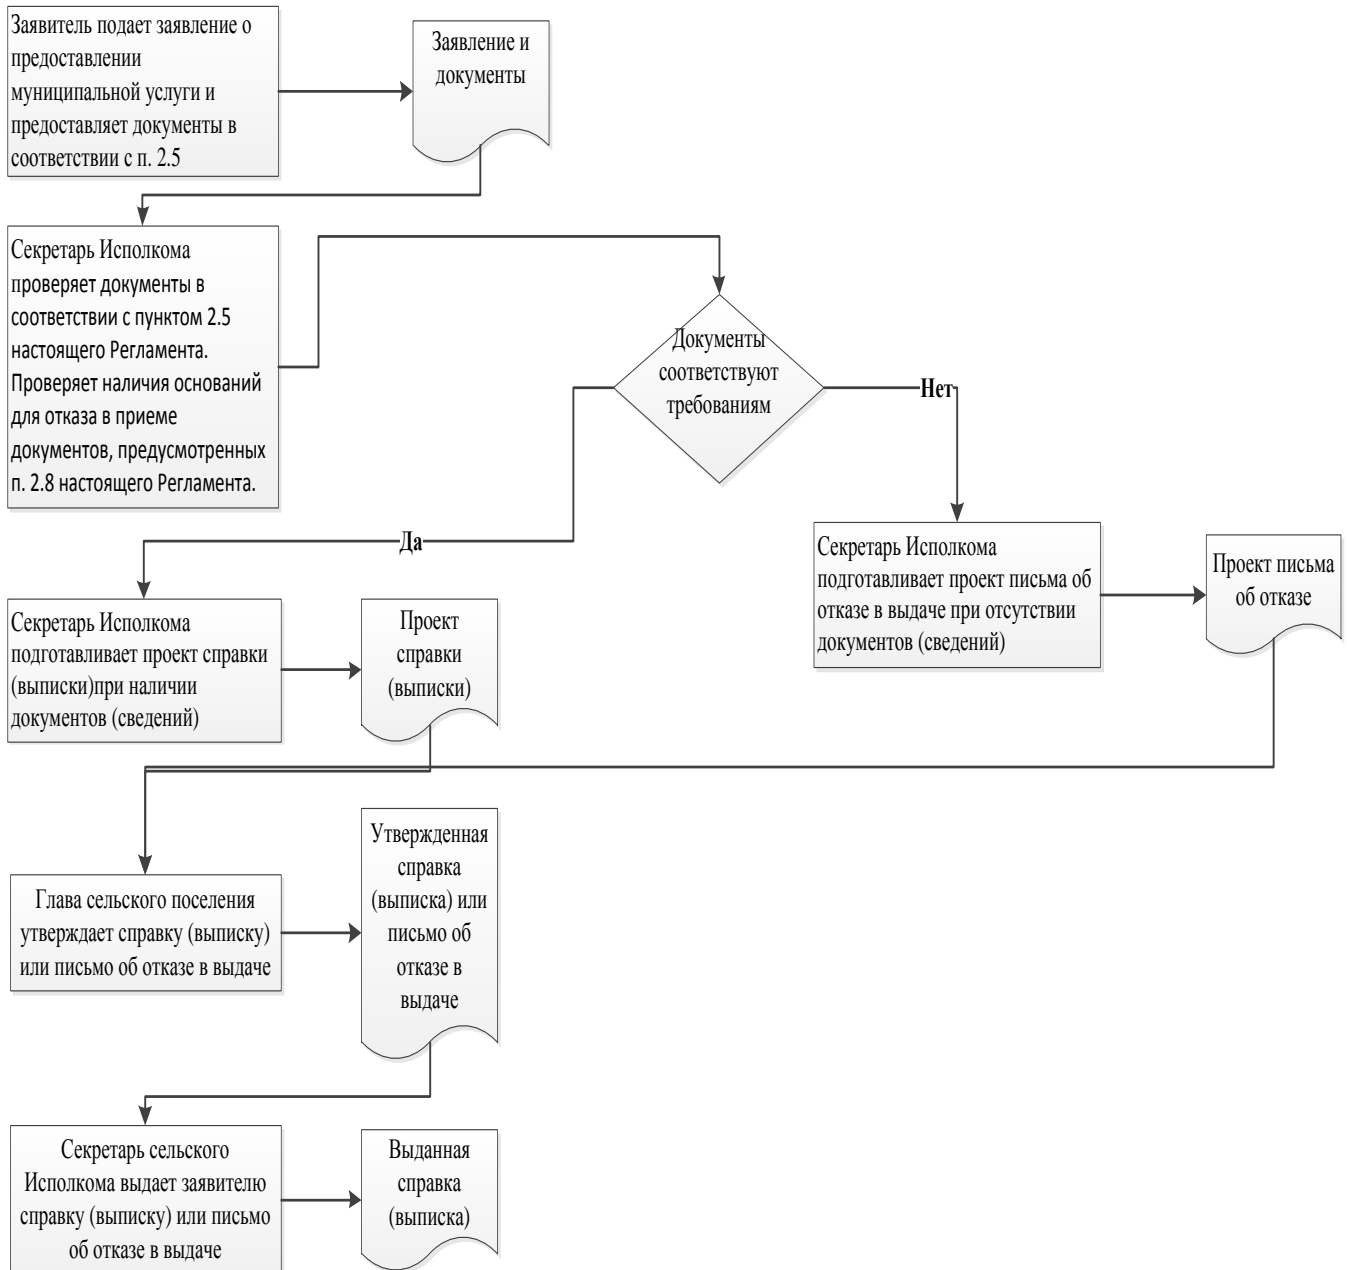 Заявитель подает заявление о
предоставлении
муниципальной услуги и
предоставляет документы в
соответствии с п. 2.5
Заявление и
документы
Секретарь Исполкома
проверяет документы в
соответствии с пунктом 2.5
настоящего Регламента.
Проверяет наличия оснований
для отказа в приеме
документов, предусмотренных
п. 2.8 настоящего Регламента.
Документы
соответствуют
требованиям
Нет
Да
Секретарь Исполкома
подготавливает проект письма об
отказе в выдаче при отсутствии
документов (сведений)
Проект письма
об отказе
Секретарь Исполкома
подготавливает проект справки
(выписки)при наличии
документов (сведений)
Проект
справки
(выписки)
Глава сельского поселения
утверждает справку (выписку)
или письмо об отказе в выдаче
Утвержденная
справка
(выписка) или
письмо об
отказе в
выдаче
Секретарь сельского
Исполкома выдает заявителю
справку (выписку) или письмо
об отказе в выдаче
Выданная
справка
(выписка)